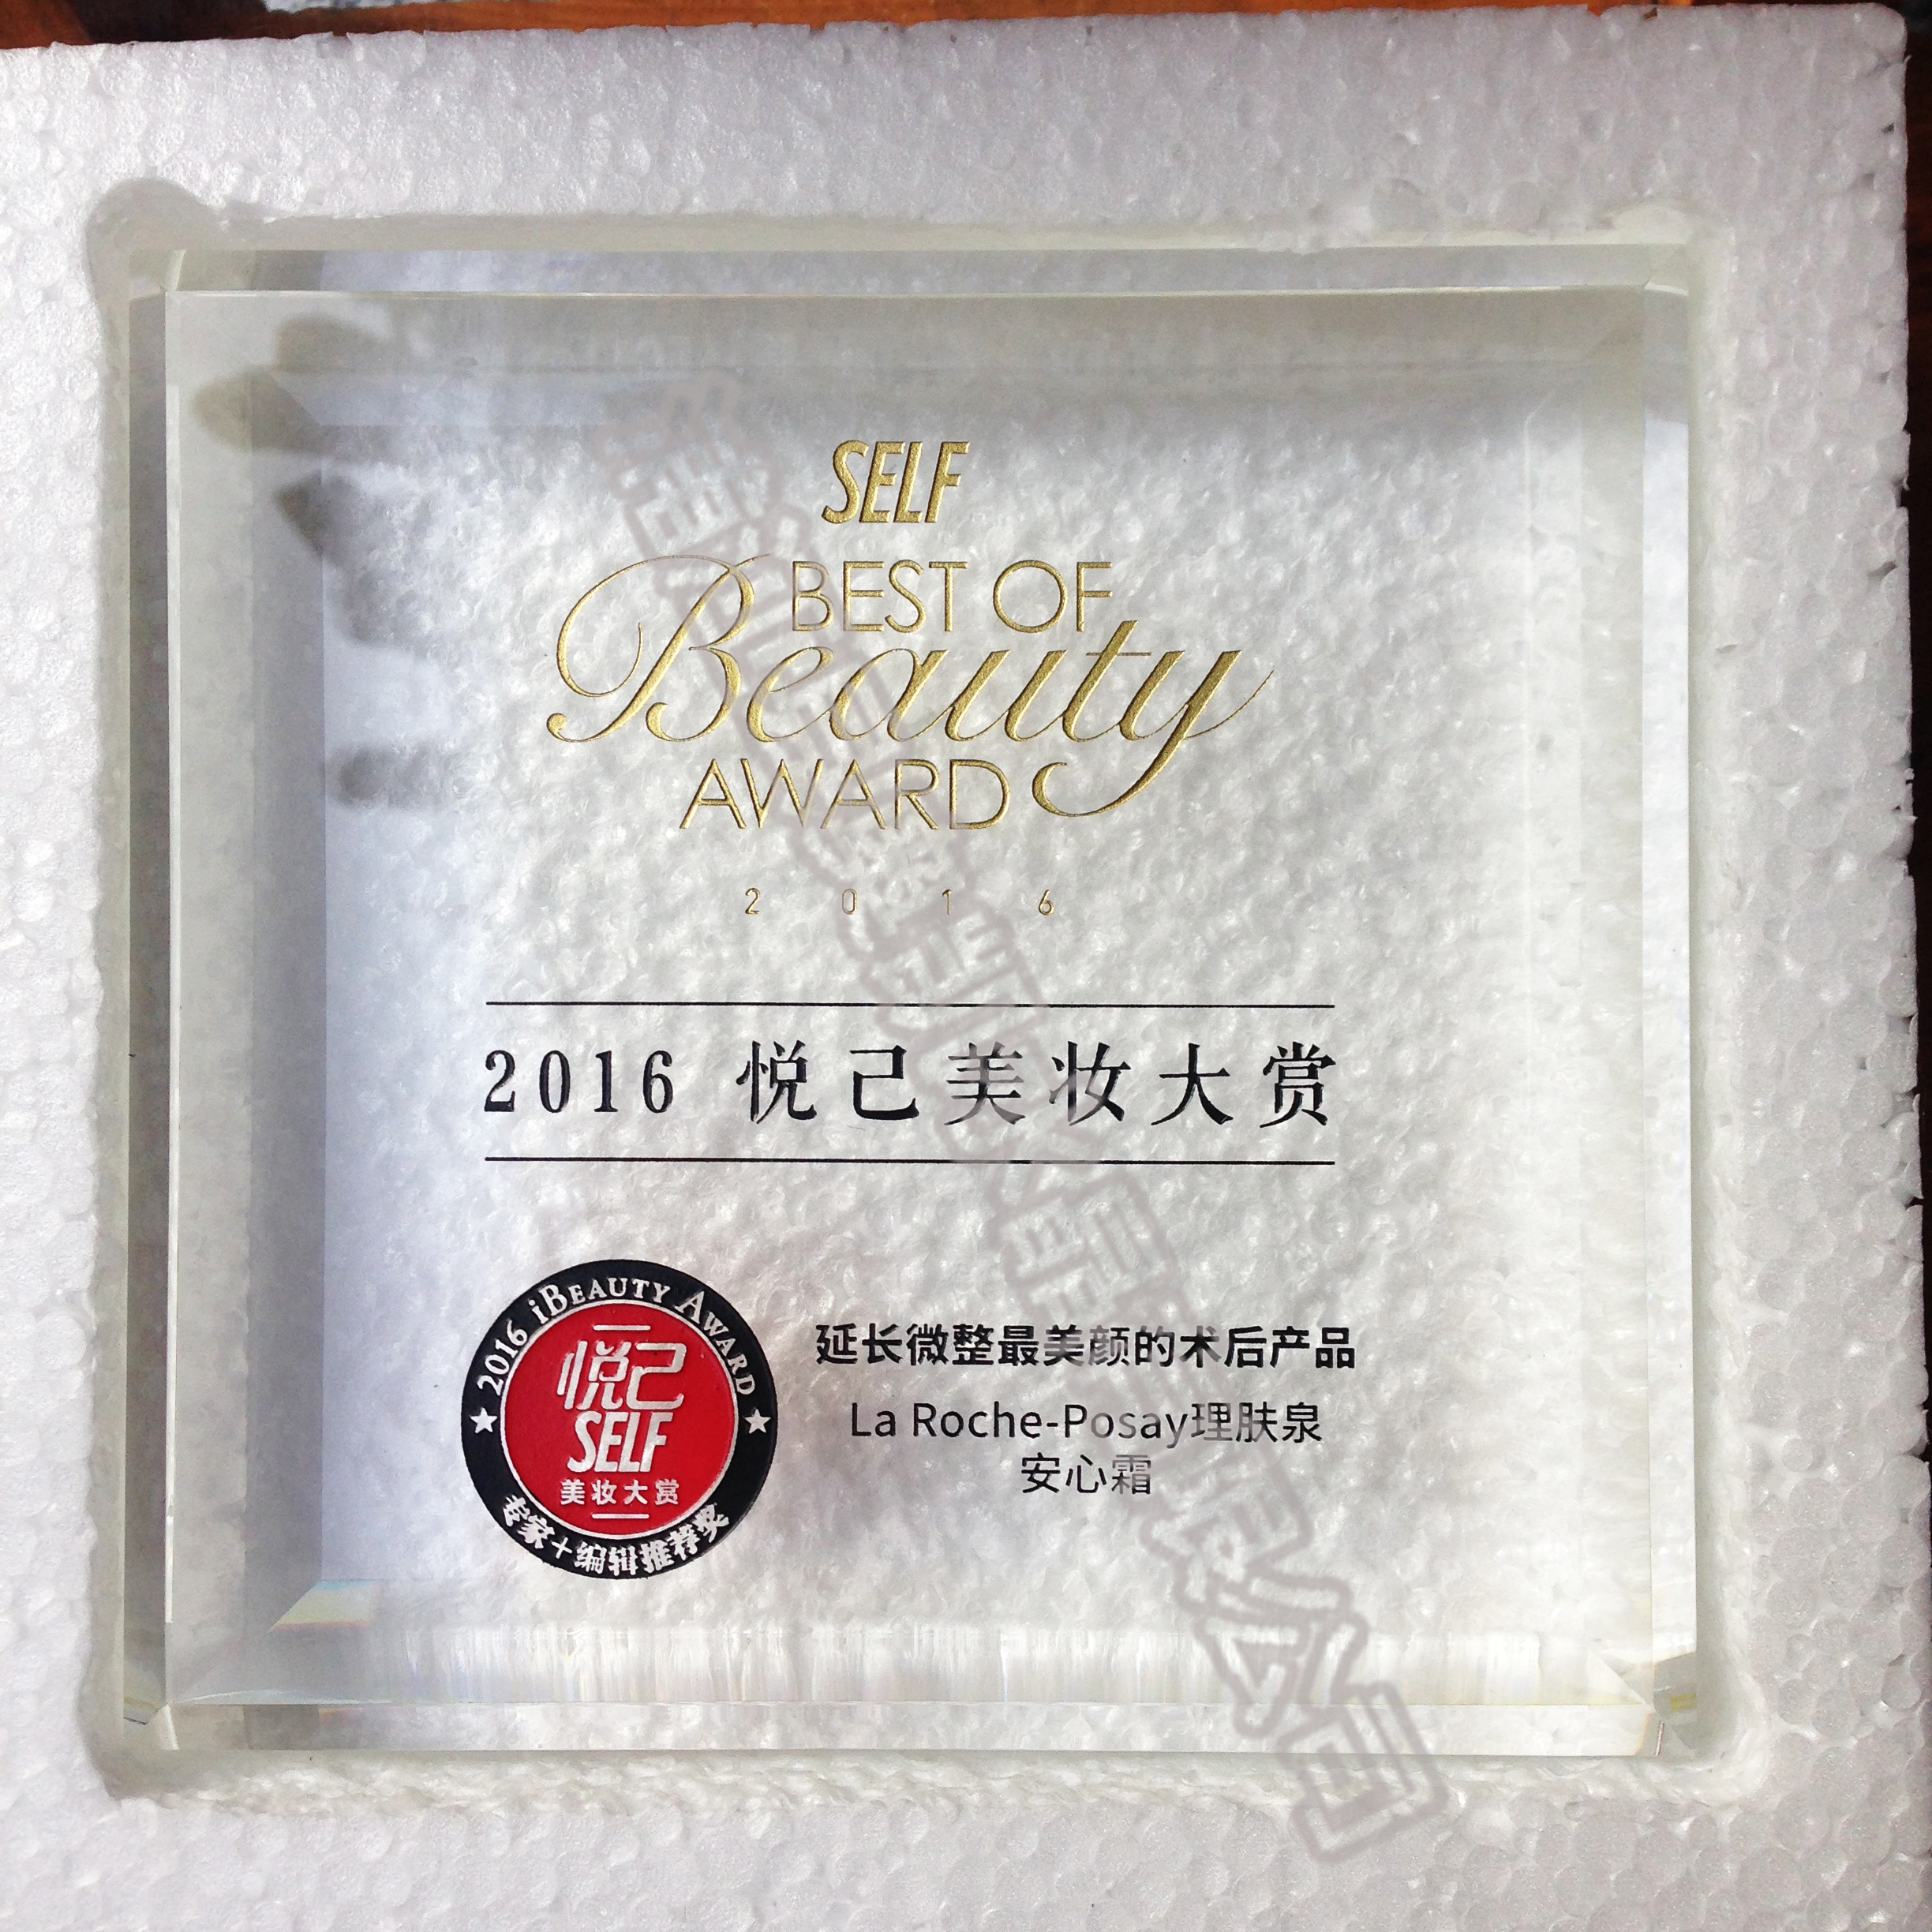 SELF
BEST OF
Beauty
AWARD
2016
2016 悦己美妆大赏
2016 iBEAUTY AWARD
悦己
SELF
美妆大赏
专家+编辑推荐奖
延长微整最美颜的术后产品
La Roche-Posay理肤泉
安心霜